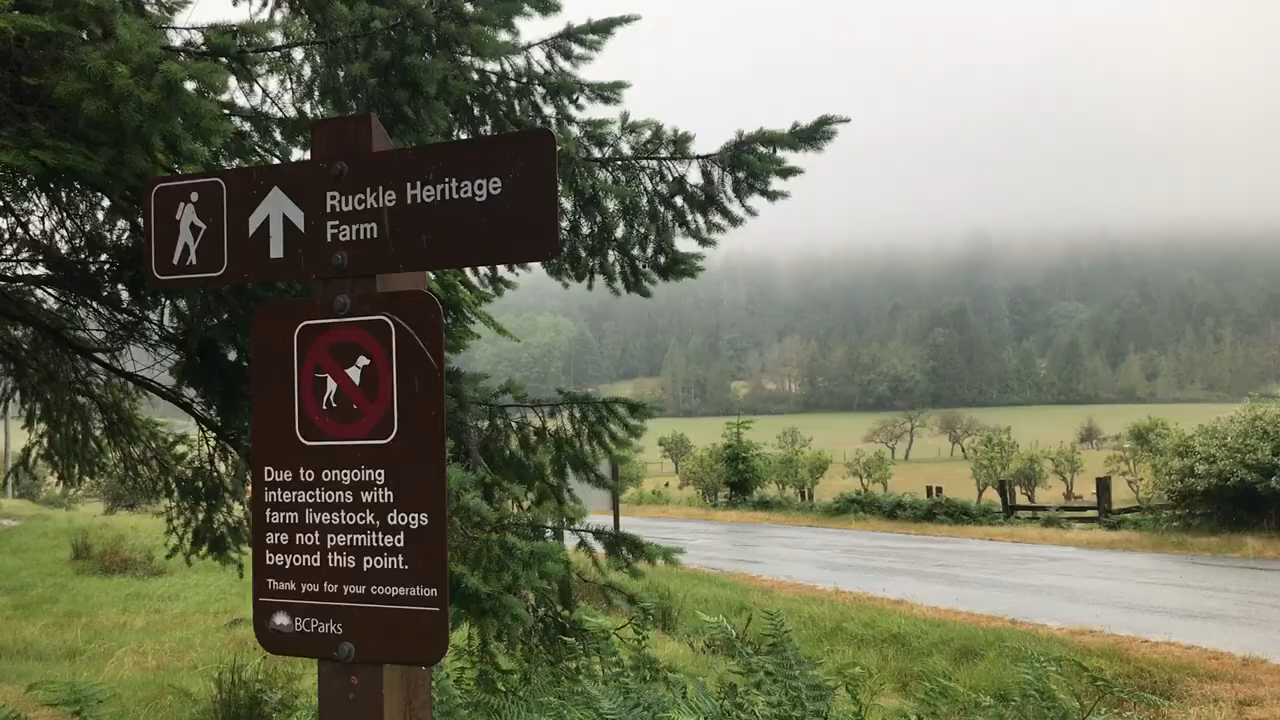 Ruckle Heritage
Farm
Due to ongoing
interactions with
farm livestock, dogs
are not permitted
beyond this point.
Thank you for your cooperation
BCParks